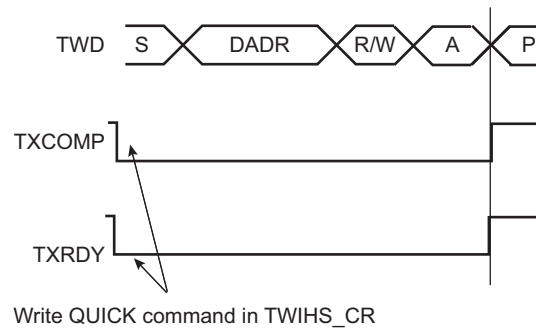 TWD S DADR R/W A P
TXCOMP
TXRDY
Write QUICK command in TWIHS_CR